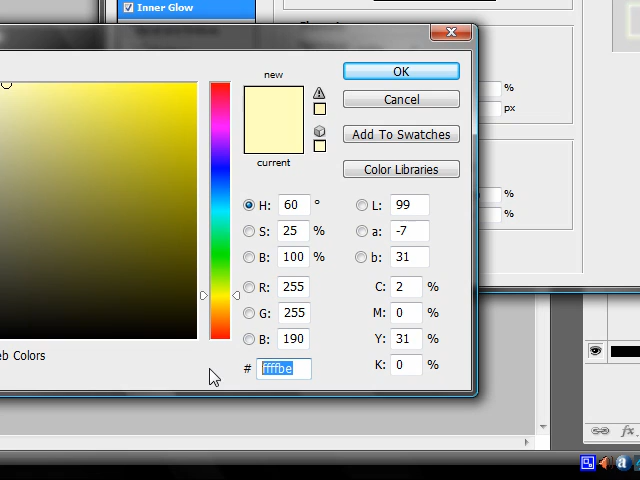 Inner Glow
%
px
new
OK
Cancel
Add To Swatches
current
Color Libraries
H: 60 °
L: 99
%
S: 25 %
a: -7
%
B: 100 %
b: 31
R: 255
C: 2 %
G: 255
M: 0 %
B: 190
Y: 31 %
eb Colors
# ffffbe
K: 0 %
fx.
a